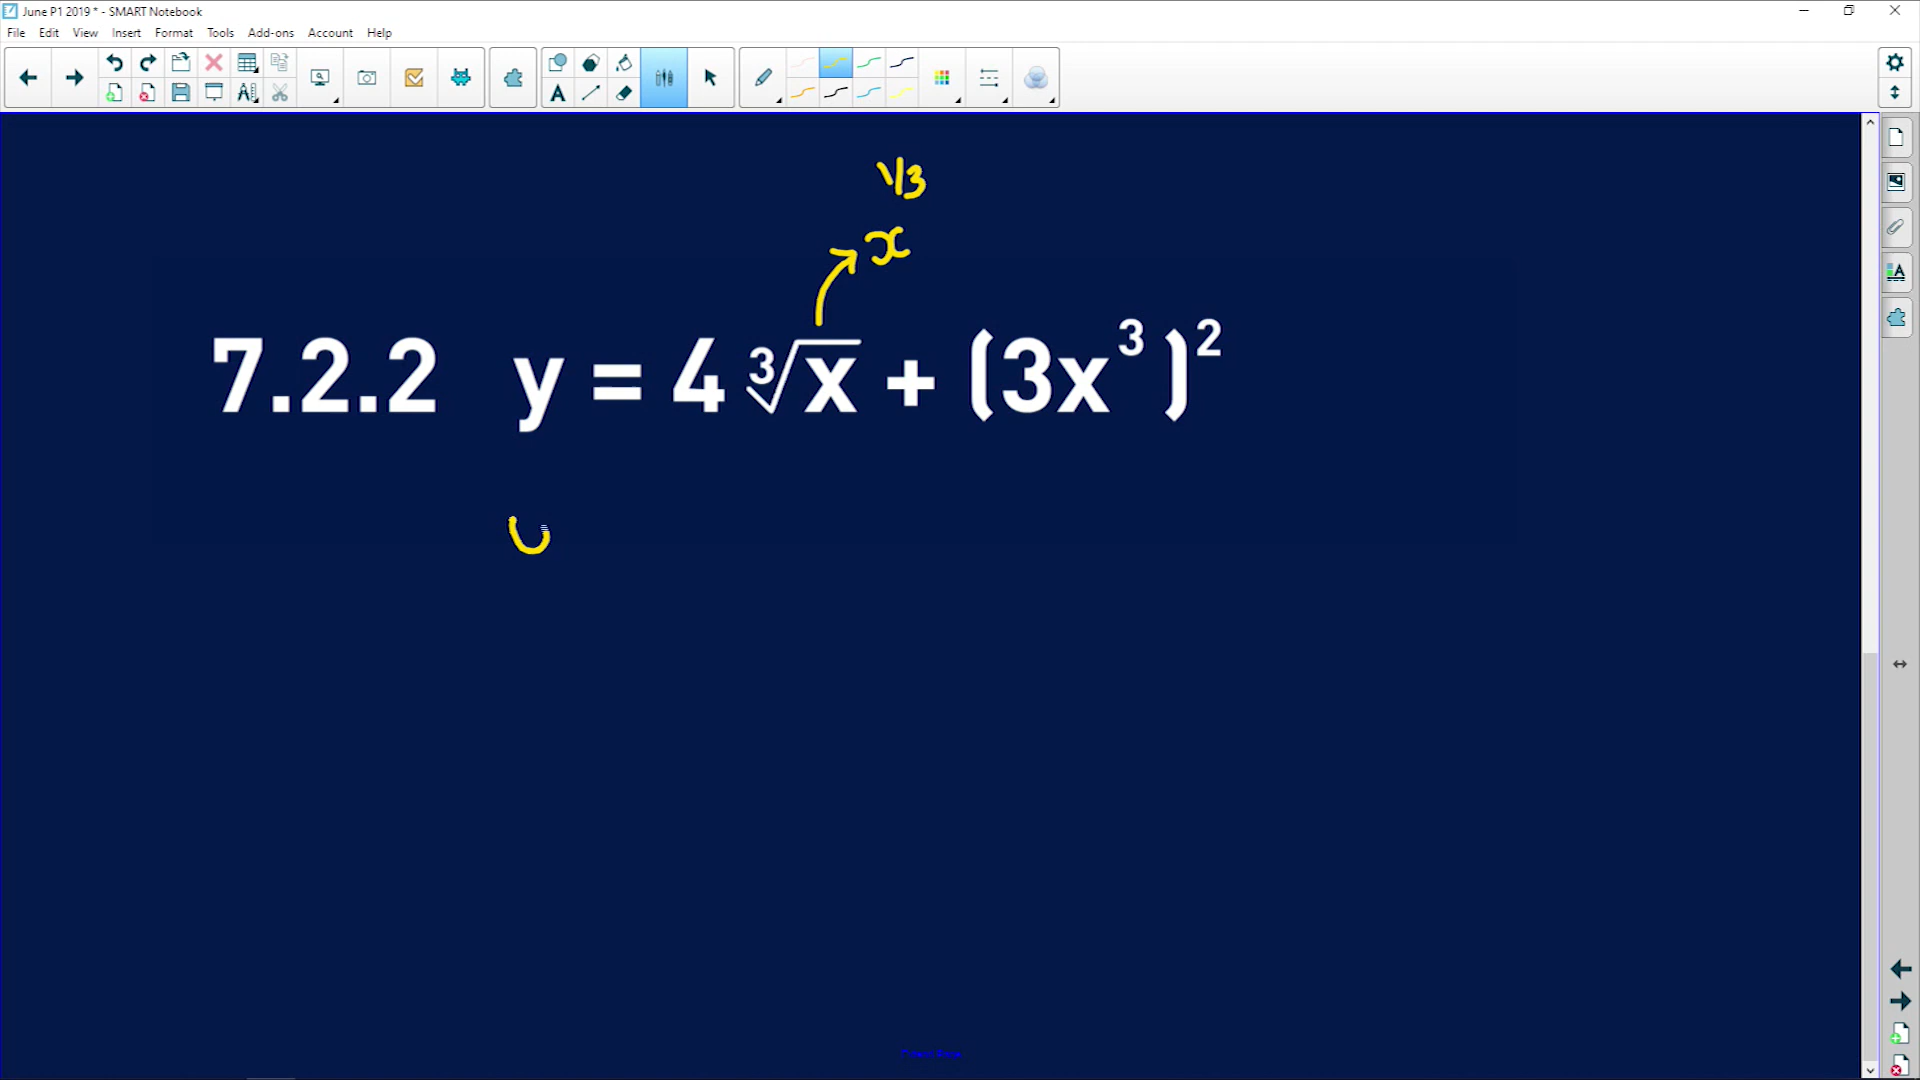 June P1 2019 * - SMART Notebook
File Edit View Insert Format Tools Add-ons Account Help
1/3
x
7.2.2 y = 4 ∛x + (3x³)²